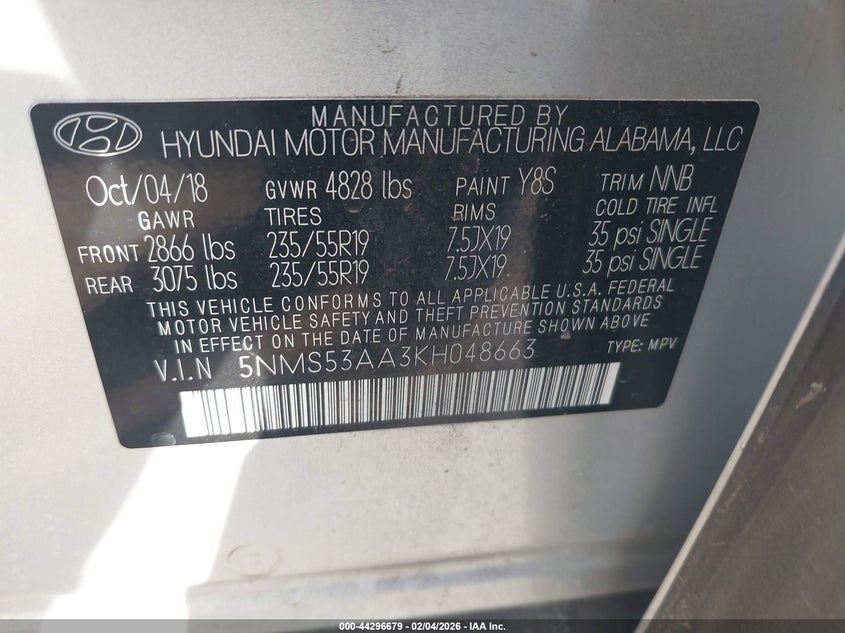 MANUFACTURED BY
HYUNDAI MOTOR MANUFACTURING ALABAMA, LLC
Oct/04/18 GVWR 4828 lbs PAINT Y8S TRIM NNB
GAWR TIRES RIMS COLD TIRE INFL
FRONT 2866 lbs 235/55R19 7.5JX19 35 psi SINGLE
REAR 3075 lbs 235/55R19 7.5JX19 35 psi SINGLE
THIS VEHICLE CONFORMS TO ALL APPLICABLE U.S.A. FEDERAL
MOTOR VEHICLE SAFETY AND THEFT PREVENTION STANDARDS
IN EFFECT ON THE DATE OF MANUFACTURE SHOWN ABOVE
V.I.N 5NMS53AA3KH048663 TYPE: MPV
000-44296679 - 02/04/2026 - IAA Inc.